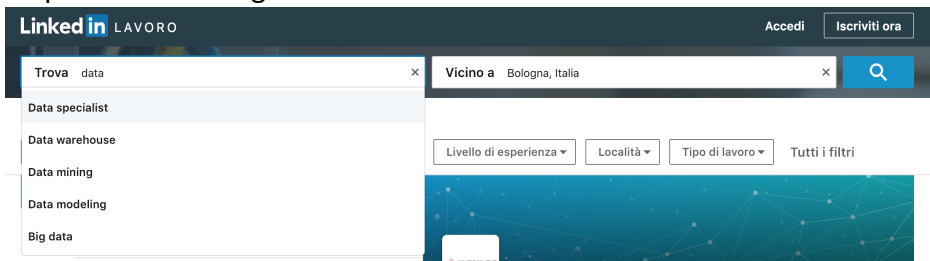 Linked in LAVORO Accedi Iscriviti ora
Trova data × Vicino a Bologna, Italia ×
Data specialist
Data warehouse
Data mining
Data modeling
Big data
Livello di esperienza ▾ Località ▾ Tipo di lavoro ▾ Tutti i filtri